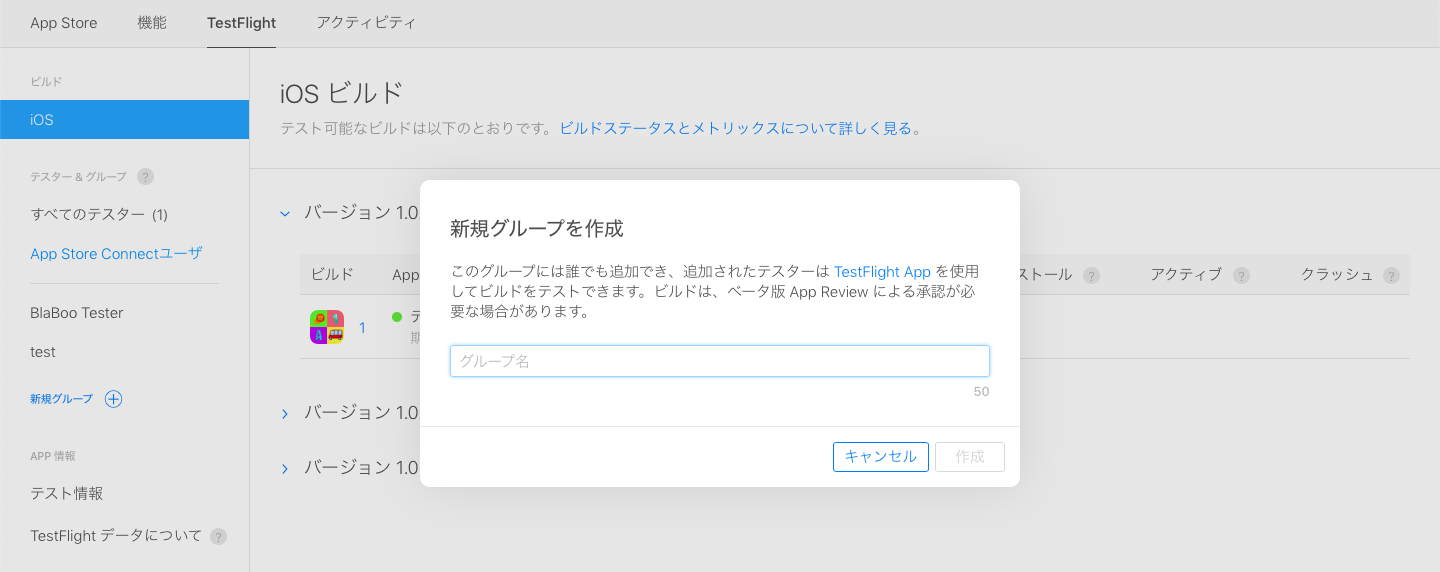 App Store 機能 TestFlight アクティビティ
ビルド
iOS
テスター & グループ ?
すべてのテスター (1)
App Store Connectユーザ
BlaBoo Tester
test
新規グループ
APP 情報
テスト情報
TestFlight データについて ?
iOS ビルド
テスト可能なビルドは以下のとおりです。ビルドステータスとメトリックスについて詳しく見る。
バージョン 1.0
ビルド App ストール ? アクティブ ? クラッシュ ?
1 テ
期
バージョン 1.0
バージョン 1.0
新規グループを作成
このグループには誰でも追加でき、追加されたテスターは TestFlight App を使用
してビルドをテストできます。ビルドは、ベータ版 App Review による承認が必
要な場合があります。
グループ名
50
キャンセル 作成